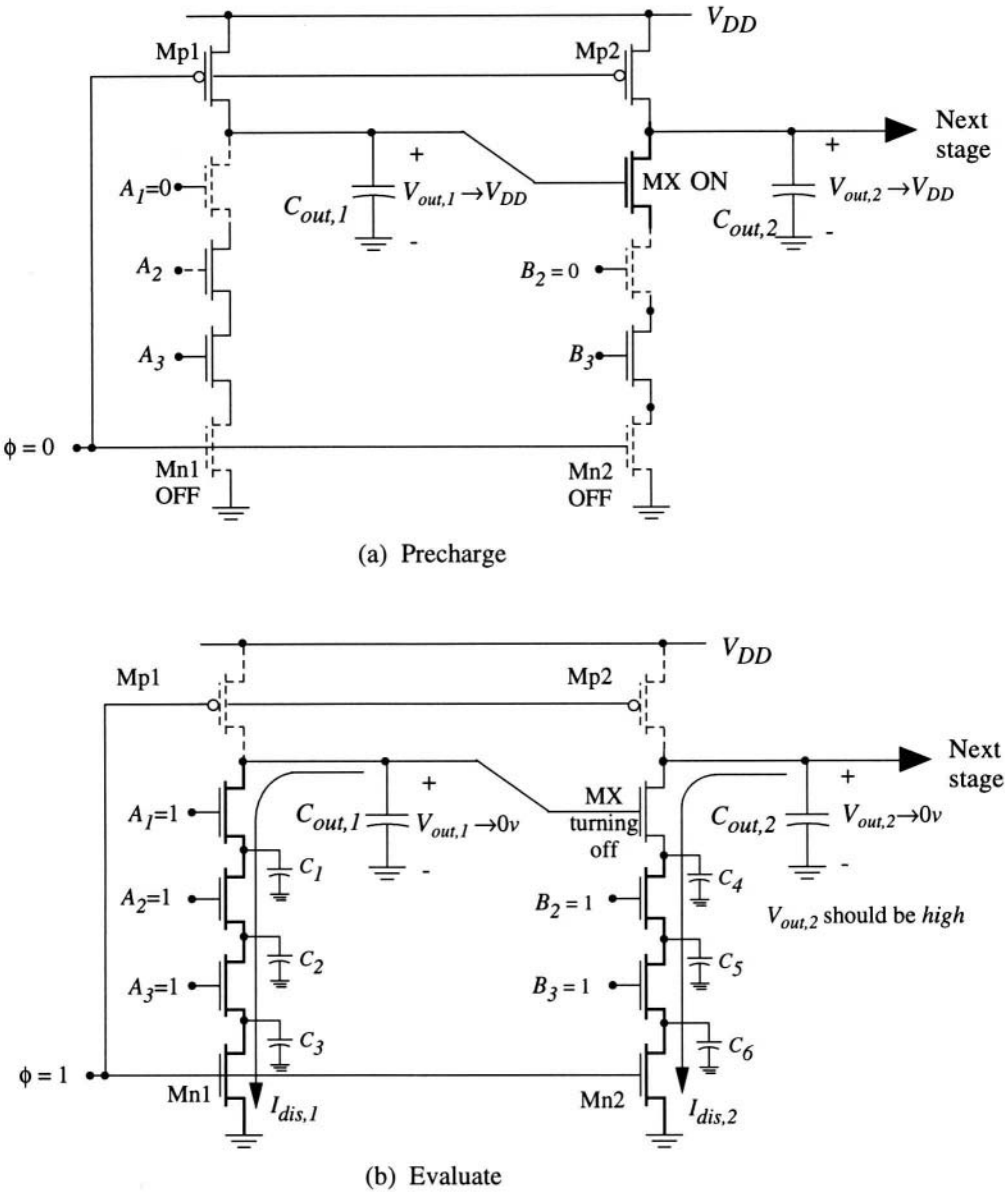 V_DD
Mp1
Mp2
Next
stage
A_1=0
+
V_out,1→V_DD
C_out,1
-
MX ON
+
V_out,2→V_DD
C_out,2
-
A_2
B_2 = 0
A_3
B_3
ϕ = 0
Mn1
OFF
Mn2
OFF
(a) Precharge
V_DD
Mp1
Mp2
Next
stage
A_1=1
C_out,1
+
V_out,1→0v
-
MX
turning
off
C_out,2
+
V_out,2→0v
-
C_1
C_4
A_2=1
B_2 = 1
V_out,2 should be high
C_2
C_5
A_3=1
B_3 = 1
C_3
C_6
ϕ = 1
Mn1
I_dis,1
Mn2
I_dis,2
(b) Evaluate